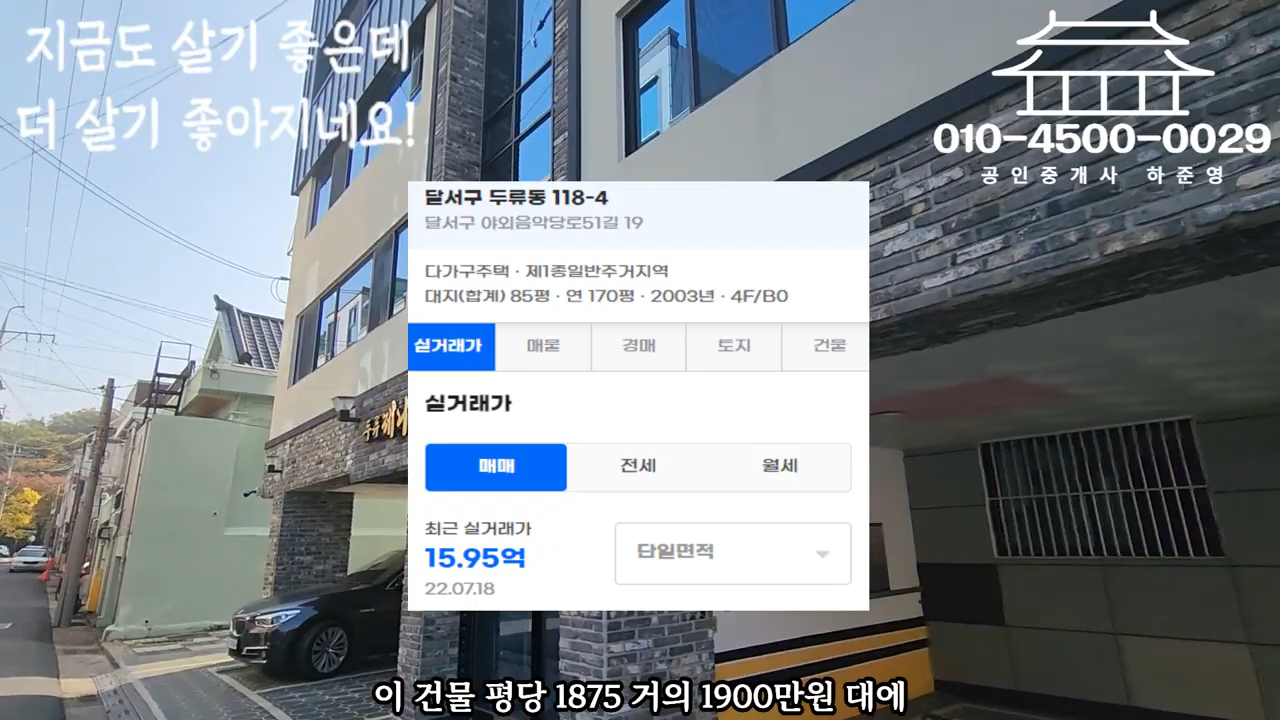 지금도 살기 좋은데
더 살기 좋아지네요!
010-4500-0029
공인중개사 하준영
달서구 두류동 118-4
달서구 야외음악당로51길 19
다가구주택 · 제1종일반주거지역
대지(합계) 85평 · 연 170평 · 2003년 · 4F/B0
실거래가 매물 경매 토지 건물
실거래가
매매 전세 월세
최근 실거래가
15.95억
단일면적
22.07.18
두류
이 건물 평당 1875 거의 1900만원 대에